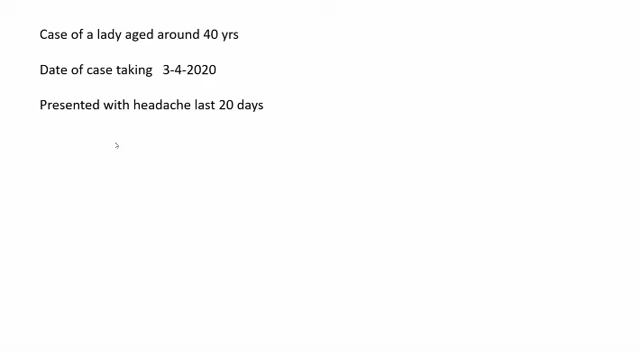 Case of a lady aged around 40 yrs
Date of case taking 3-4-2020
Presented with headache last 20 days